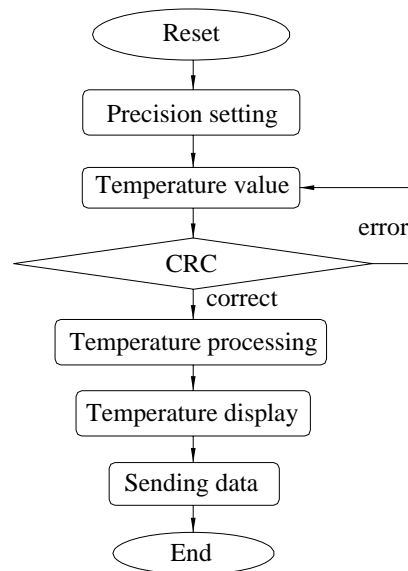 Reset
Precision setting
Temperature value
error
CRC
correct
Temperature processing
Temperature display
Sending data
End